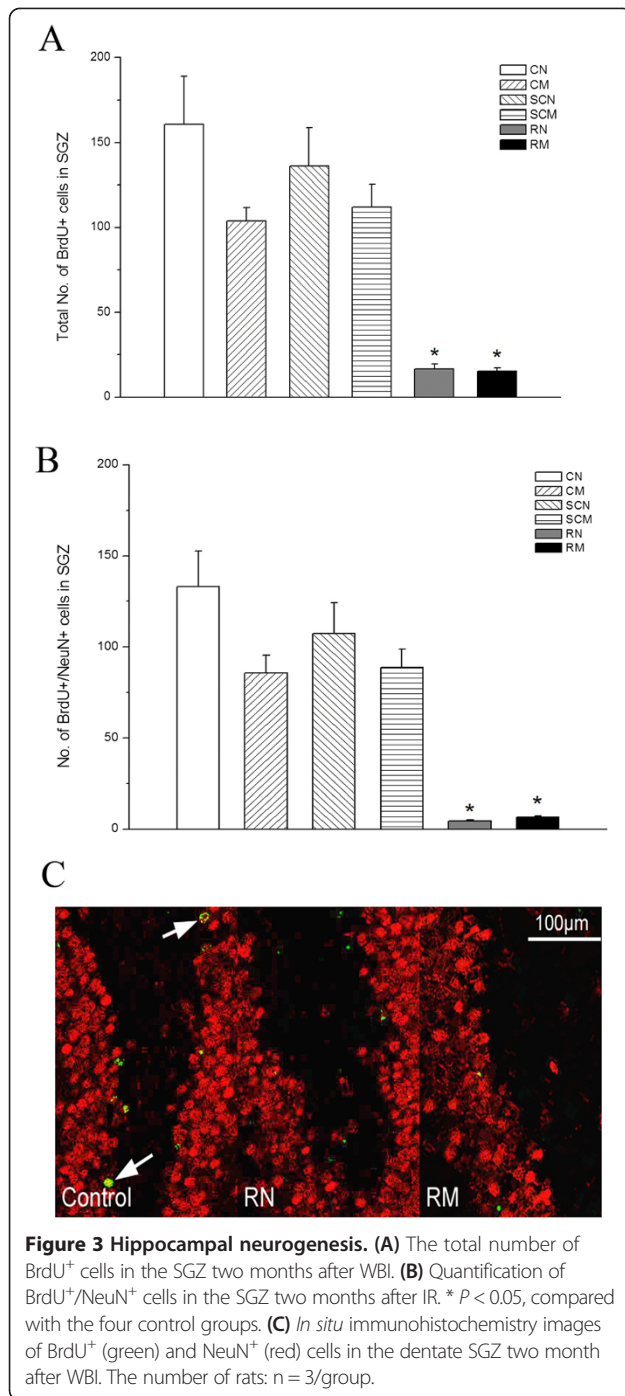 A
200
150
100
50
0
Total No. of BrdU+ cells in SGZ
CN
CM
SCN
SCM
RN
RM
*
*
B
200
150
100
50
0
No. of BrdU+/NeuN+ cells in SGZ
CN
CM
SCN
SCM
RN
RM
*
*
C
100µm
Control
RN
RM
Figure 3 Hippocampal neurogenesis. (A) The total number of
BrdU⁺ cells in the SGZ two months after WBI. (B) Quantification of
BrdU⁺/NeuN⁺ cells in the SGZ two months after IR. * P < 0.05, compared
with the four control groups. (C) In situ immunohistochemistry images
of BrdU⁺ (green) and NeuN⁺ (red) cells in the dentate SGZ two month
after WBI. The number of rats: n = 3/group.